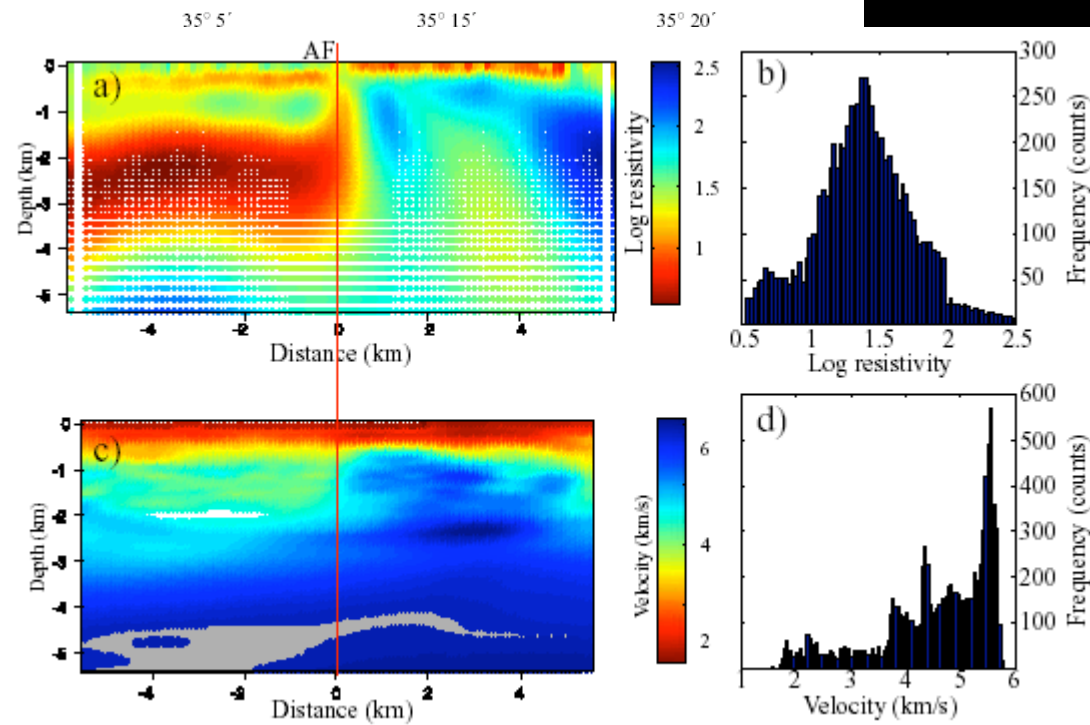 35° 5´ 35° 15´ 35° 20´
AF
a)
0
-1
-2
-3
-4
-5
Depth (km)
-4 -2 0 2 4
Distance (km)
2.5
2
1.5
1
Log resistivity
b)
300
250
200
150
100
50
Frequency (counts)
0.5 1 1.5 2 2.5
Log resistivity
c)
0
-1
-2
-3
-4
-5
Depth (km)
-4 -2 0 2 4
Distance (km)
6
4
2
Velocity (km/s)
d)
600
500
400
300
200
100
Frequency (counts)
1 2 3 4 5 6
Velocity (km/s)